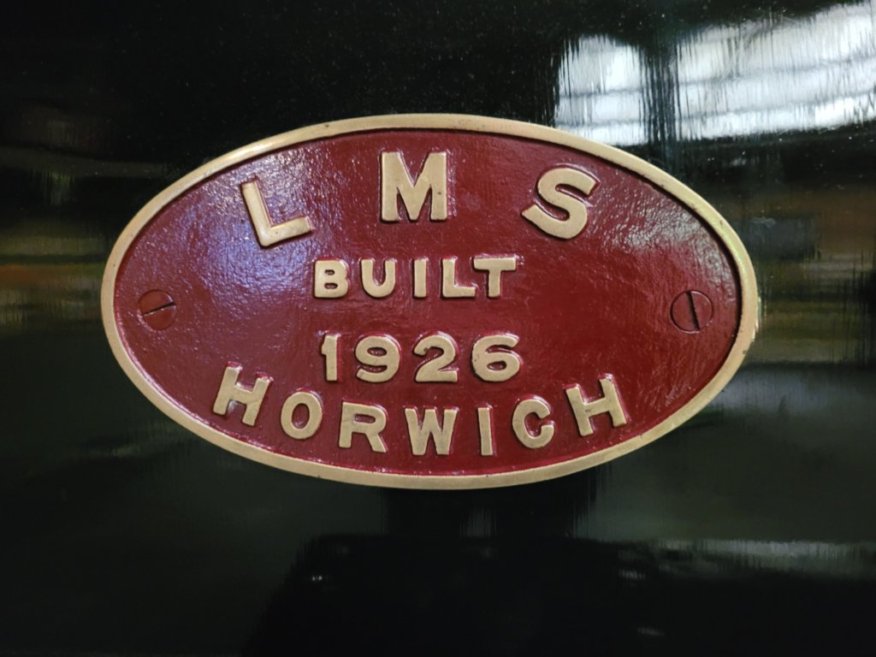 L M S
BUILT
1926
HORWICH